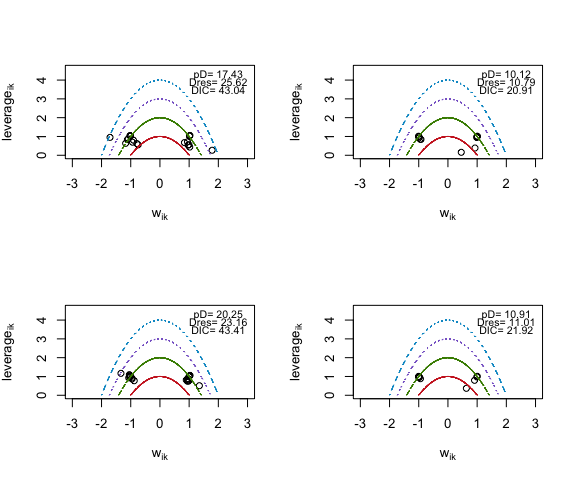 pD= 17.43
Dres= 25.62
DIC= 43.04
leverage_ik
0 1 2 3 4
-3 -2 -1 0 1 2 3
w_ik
pD= 10.12
Dres= 10.79
DIC= 20.91
leverage_ik
0 1 2 3 4
-3 -2 -1 0 1 2 3
w_ik
pD= 20.25
Dres= 23.16
DIC= 43.41
leverage_ik
0 1 2 3 4
-3 -2 -1 0 1 2 3
w_ik
pD= 10.91
Dres= 11.01
DIC= 21.92
leverage_ik
0 1 2 3 4
-3 -2 -1 0 1 2 3
w_ik